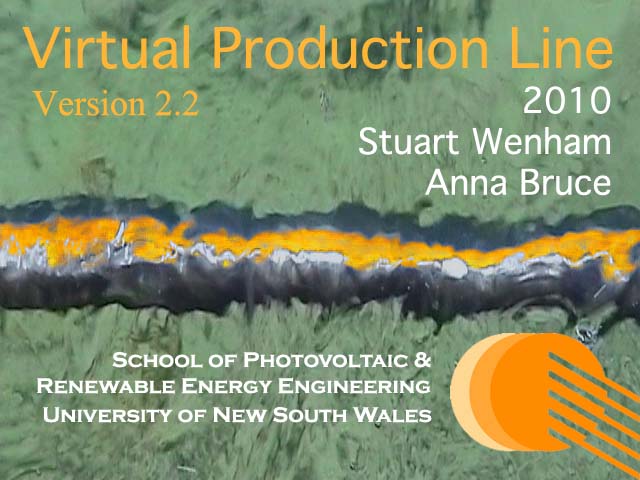 Virtual Production Line
Version 2.2
2010
Stuart Wenham
Anna Bruce
School of Photovoltaic &
Renewable Energy Engineering
University of New South Wales